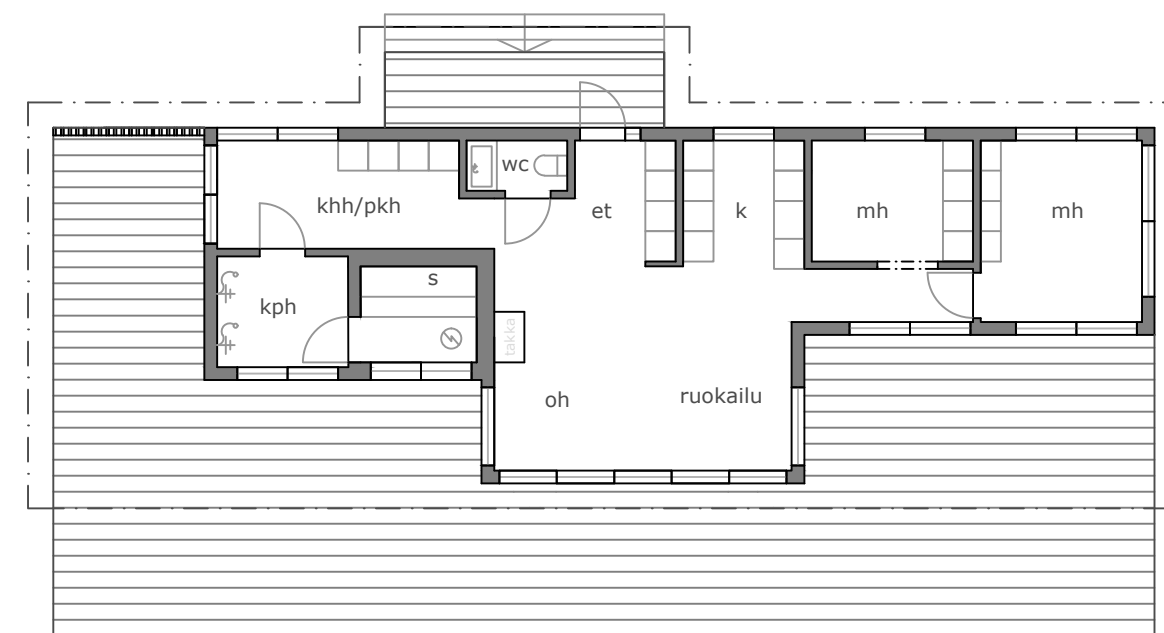 wc
khh/pkh
et
k
mh
mh
s
kph
takka
oh
ruokailu